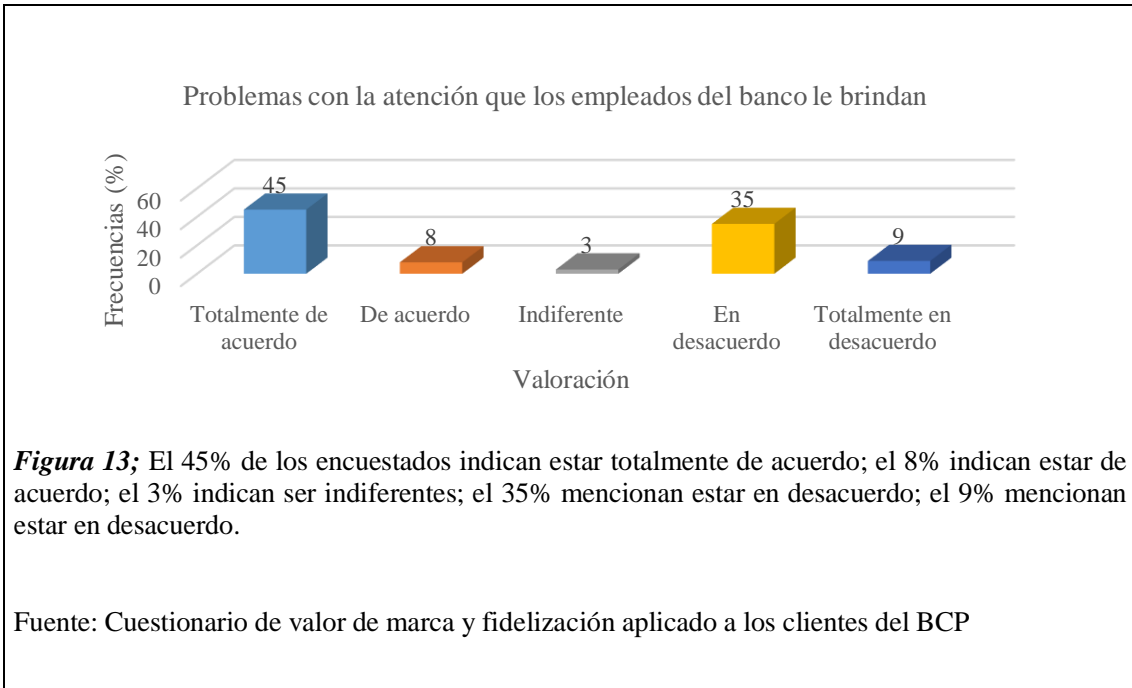 Problemas con la atención que los empleados del banco le brindan
Frecuencias (%)
60
40
20
0
45
8
3
35
9
Totalmente de
acuerdo
De acuerdo
Indiferente
En
desacuerdo
Totalmente en
desacuerdo
Valoración
Figura 13; El 45% de los encuestados indican estar totalmente de acuerdo; el 8% indican estar de
acuerdo; el 3% indican ser indiferentes; el 35% mencionan estar en desacuerdo; el 9% mencionan
estar en desacuerdo.
Fuente: Cuestionario de valor de marca y fidelización aplicado a los clientes del BCP